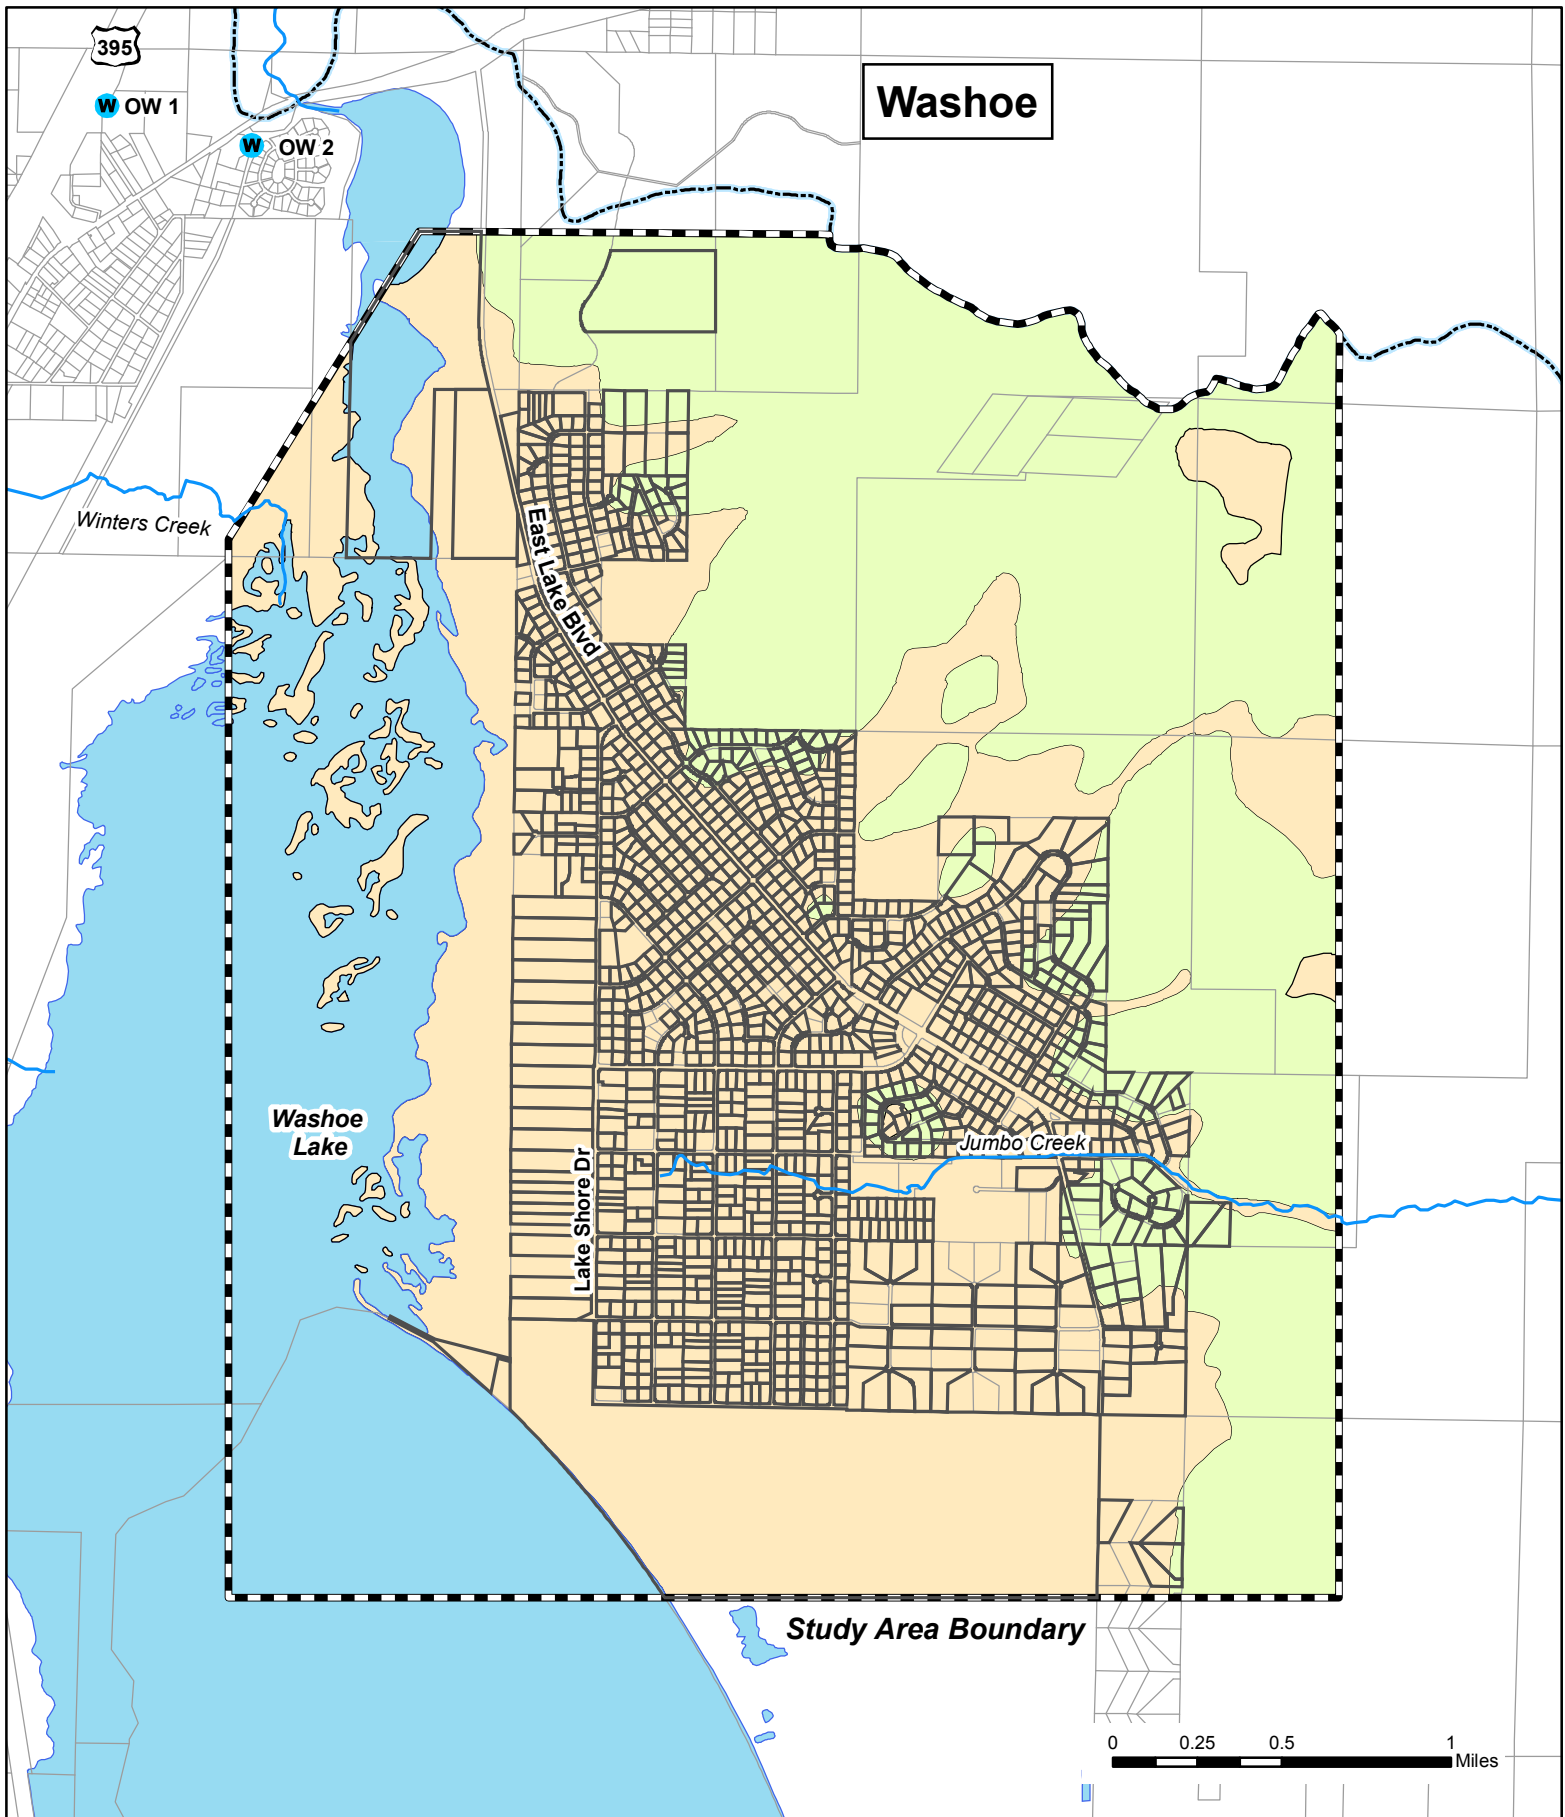 395
Washoe
W OW 1
W OW 2
Winters Creek
East Lake Blvd
Washoe
Lake
Jumbo Creek
Lake Shore Dr
Study Area Boundary
0 0.25 0.5 1
Miles